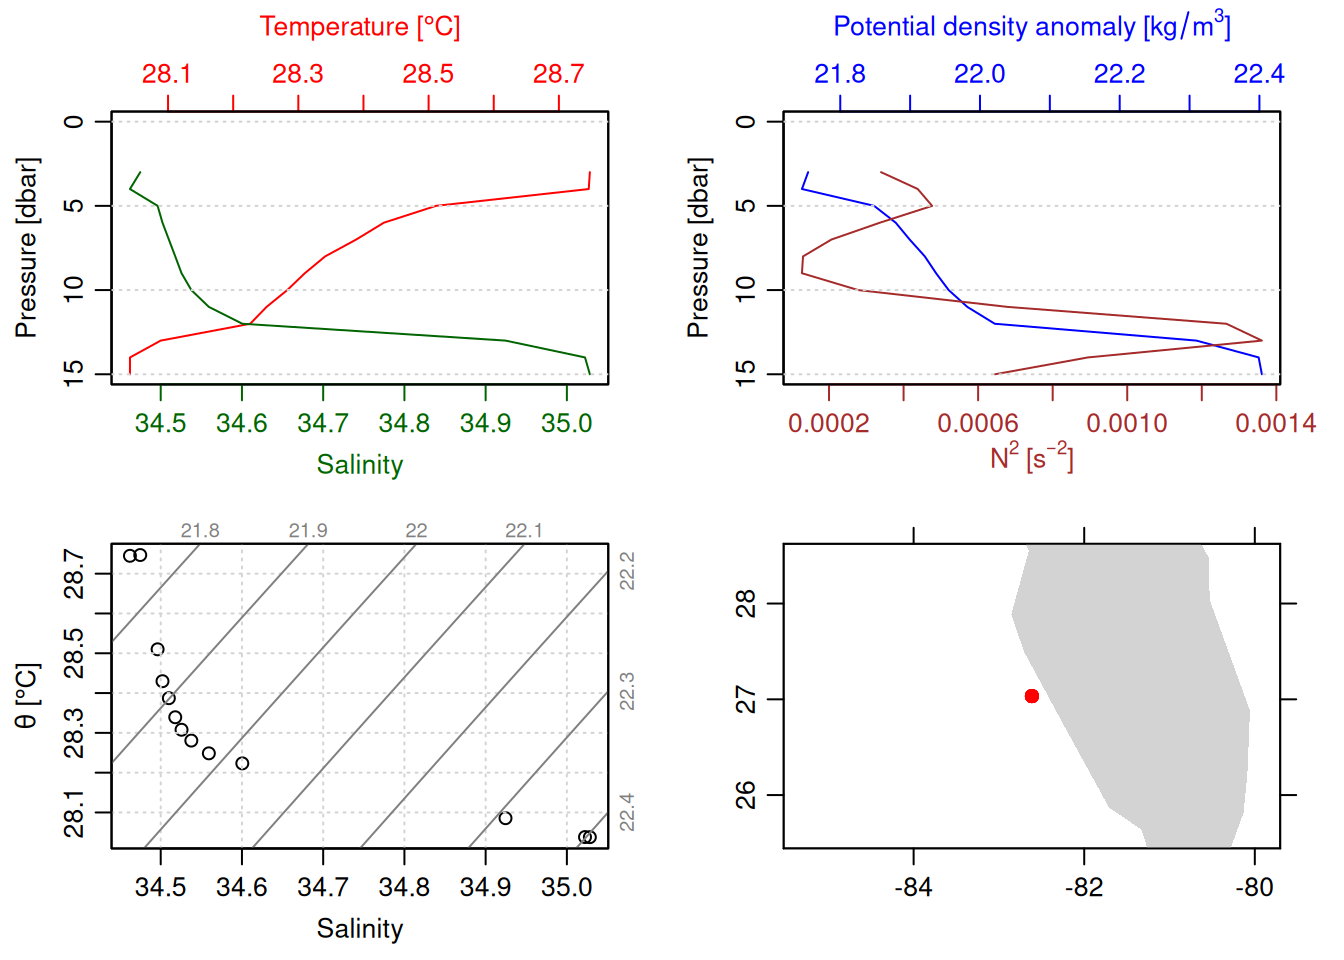 Temperature [°C]
28.1 28.3 28.5 28.7
Pressure [dbar]
0
5
10
15
34.5 34.6 34.7 34.8 34.9 35.0
Salinity
Potential density anomaly [kg/m³]
21.8 22.0 22.2 22.4
Pressure [dbar]
0
5
10
15
0.0002 0.0006 0.0010 0.0014
N² [s⁻²]
21.8 21.9 22 22.1
22.2
22.3
22.4
θ [°C]
28.7
28.5
28.3
28.1
34.5 34.6 34.7 34.8 34.9 35.0
Salinity
28
27
26
-84 -82 -80